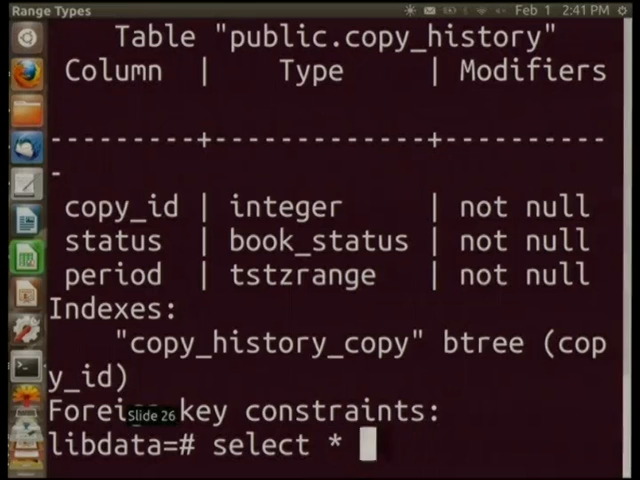 Range Types
Feb 1 2:41 PM
Table "public.copy_history"
Column | Type | Modifiers
---------+-------------+----------
-
copy_id | integer | not null
status | book_status | not null
period | tstzrange | not null
Indexes:
"copy_history_copy" btree (cop
y_id)
Foreig key constraints:
Slide 26
libdata=# select *